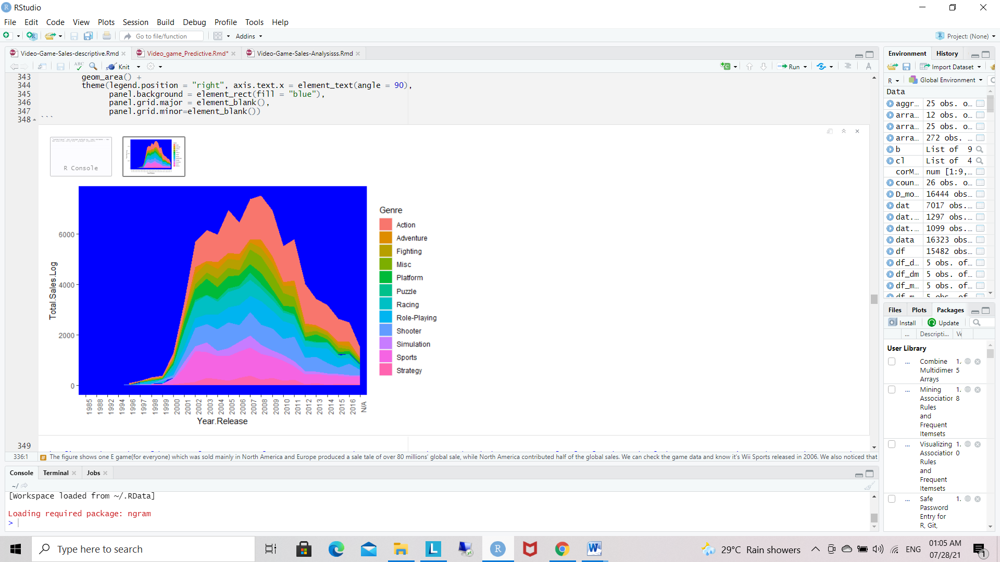 RStudio
File Edit Code View Plots Session Build Debug Profile Tools Help
Go to file/function Addins Project: (None)
Video-Game-Sales-descriptive.Rmd Video_game_Predictive.Rmd* Video-Game-Sales-Analysisss.Rmd
ABC Knit Run
343 geom_area() +
344 theme(legend.position = "right", axis.text.x = element_text(angle = 90),
345 panel.background = element_rect(fill = "blue"),
346 panel.grid.major = element_blank(),
347 panel.grid.minor=element_blank())
348 ```
R Console
Total.Sales.Log
6000
4000
2000
0
1985 1988 1992 1994 1996 1997 1998 1999 2000 2001 2002 2003 2004 2005 2006 2007 2008 2009 2010 2011 2012 2013 2014 2015 2016 N/A
Year.Release
Genre
Action
Adventure
Fighting
Misc
Platform
Puzzle
Racing
Role-Playing
Shooter
Simulation
Sports
Strategy
349
336:1 # The figure shows one E game(for everyone) which was sold mainly in North America and Europe produced a sale tale of over 80 millions' global sale, while North America contributed half of the global sales. We can check the game data and know it's Wii Sports released in 2006. We also noticed that
Console Terminal Jobs
~/
[Workspace loaded from ~/.RData]
Loading required package: ngram
>
Environment History
Import Dataset
R Global Environment
Data
aggr... 25 obs. o...
arra... 12 obs. o...
arra... 25 obs. o...
arra... 272 obs. ...
b List of 9
cl List of 4
corM... num [1:9,...
coun... 26 obs. o...
D_mo... 16444 obs...
dat 7017 obs....
dat.... 1297 obs...
dat.... 1099 obs...
data 16323 obs...
df 15482 obs...
df_d... 5 obs. of...
df_dm 5 obs. of...
df_m... 5 obs. of...
df_m... 5 obs. of
Files Plots Packages
Install Update
... Descripti... Ve
User Library
... Combine 1.
Multidimer 5
Arrays
... Mining 1.
Association 8
Rules
and
Frequent
Itemsets
Visualizing 1.
... Association 0
Rules
and
Frequent
Itemsets
... Safe 1.
Password
Entry for
R, Git,
Type here to search
29°C Rain showers
ENG
01:05 AM
07/28/21
1